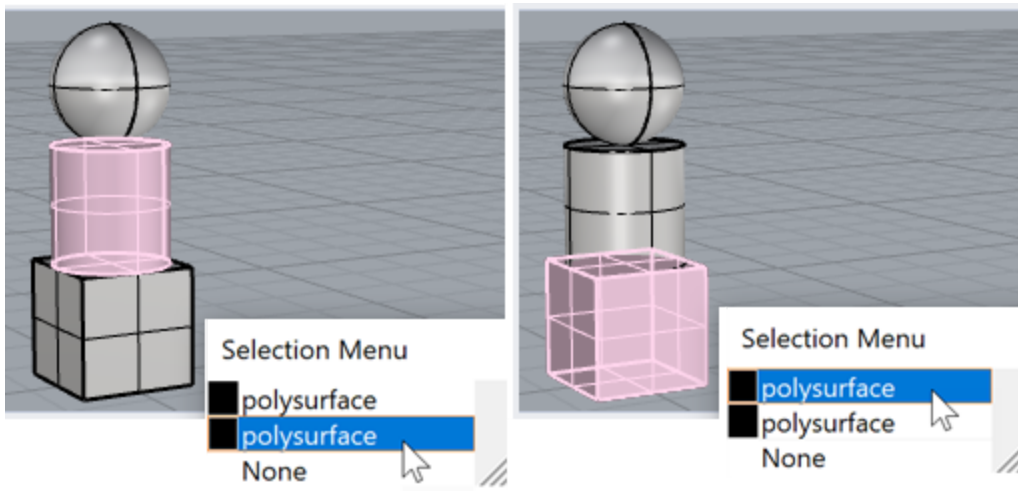 Selection Menu
polysurface
polysurface
None
Selection Menu
polysurface
polysurface
None